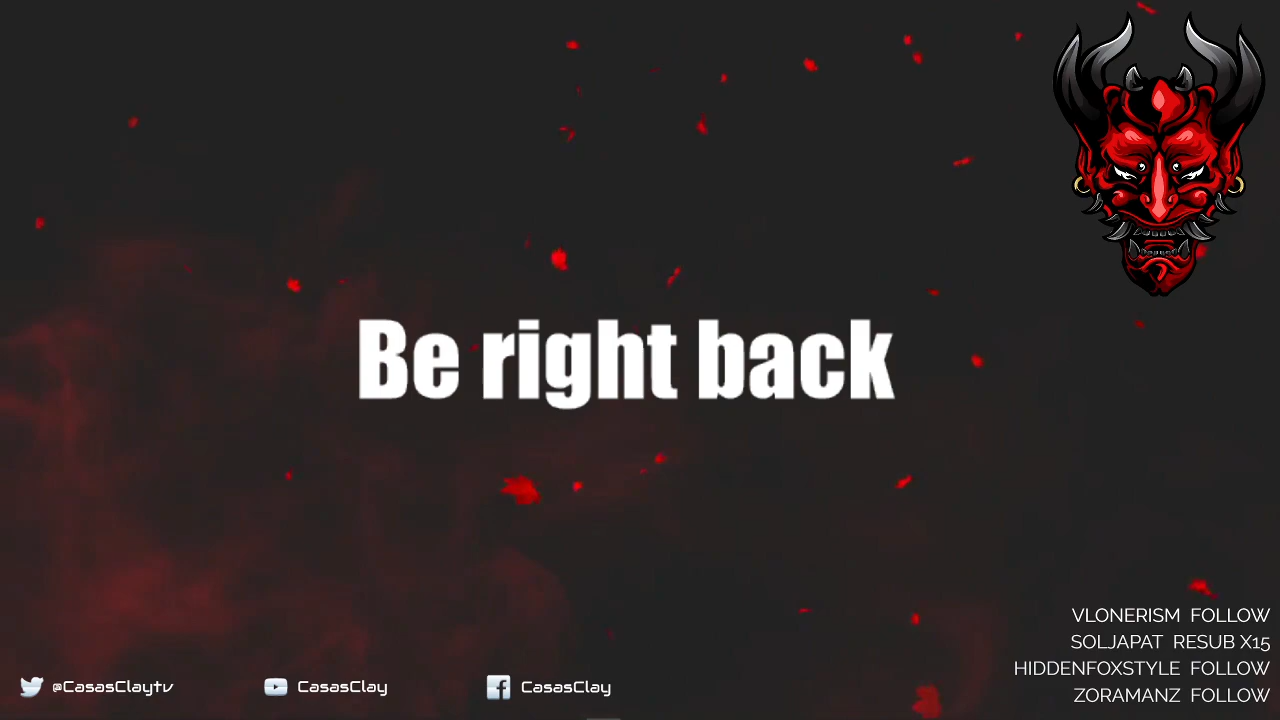 Be right back
VLONERISM FOLLOW
SOLJAPAT RESUB X15
HIDDENFOXSTYLE FOLLOW
ZORAMANZ FOLLOW
@CasasClaytv CasasClay CasasClay